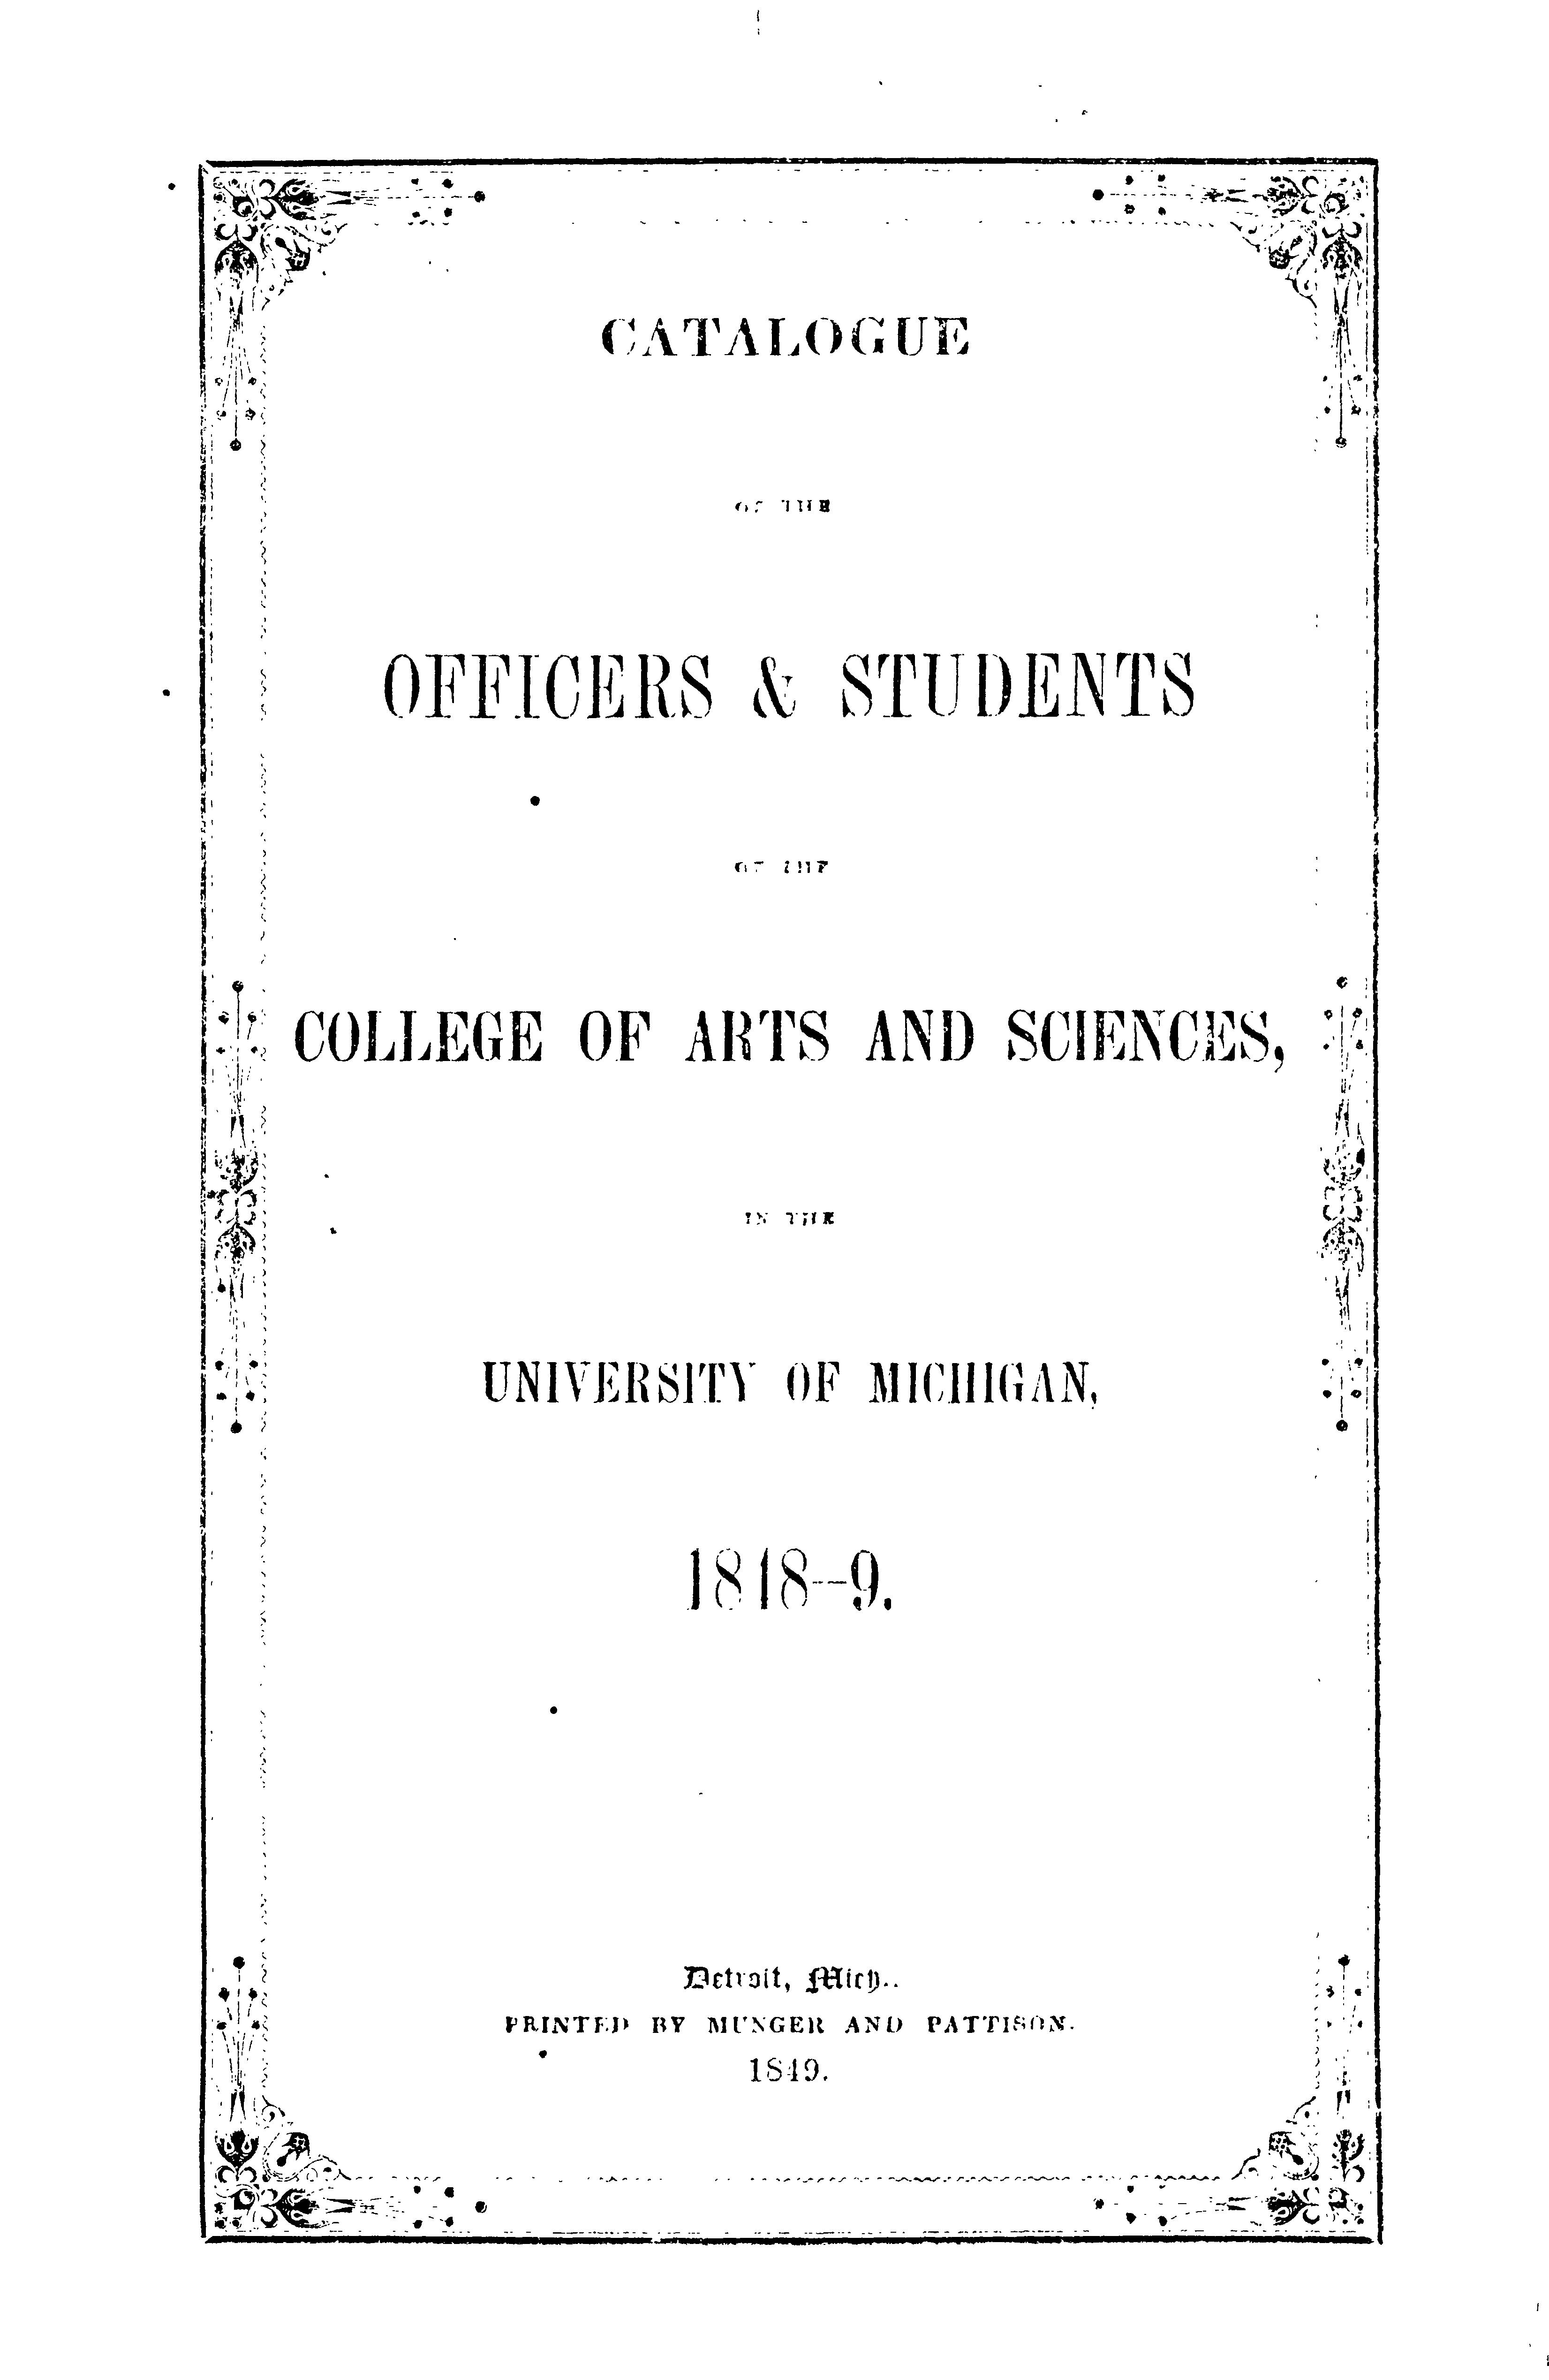 CATALOGUE
OF THE
OFFICERS & STUDENTS
OF THE
COLLEGE OF ARTS AND SCIENCES,
IN THE
UNIVERSITY OF MICHIGAN,
1848--9.
Detroit, Mich..
PRINTED BY MUNGER AND PATTISON.
1849.